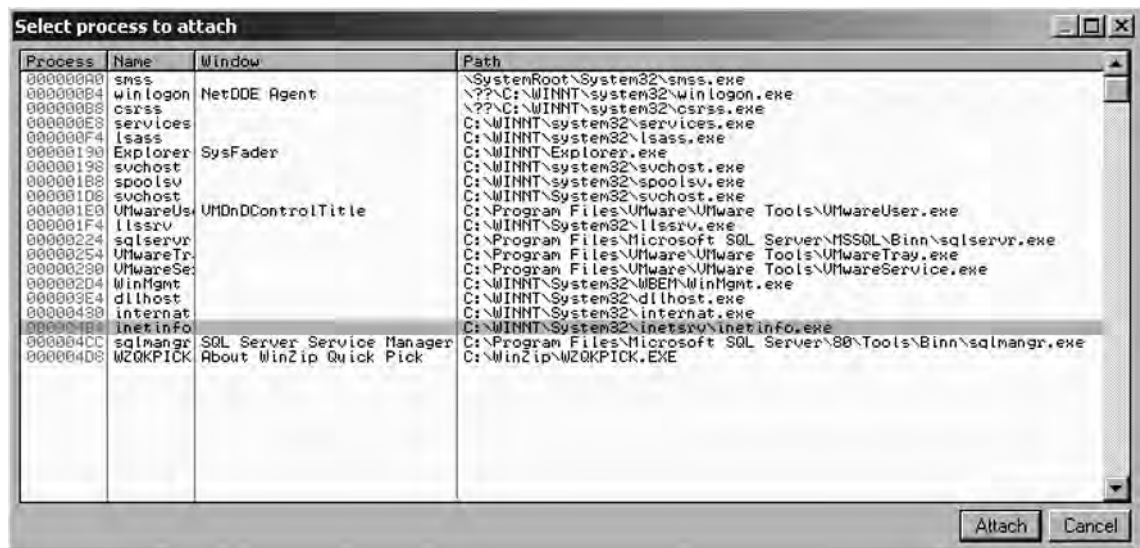 Select process to attach
Process Name Window Path
000000A0 smss \SystemRoot\System32\smss.exe
000000B4 winlogon NetDDE Agent \??\C:\WINNT\system32\winlogon.exe
000000B8 csrss \??\C:\WINNT\system32\csrss.exe
000000E8 services C:\WINNT\system32\services.exe
000000F4 lsass C:\WINNT\system32\lsass.exe
00000190 Explorer SysFader C:\WINNT\Explorer.exe
00000198 svchost C:\WINNT\system32\svchost.exe
000001B8 spoolsv C:\WINNT\system32\spoolsv.exe
000001D8 svchost C:\WINNT\System32\svchost.exe
000001E0 VMwareUs VMDnDControlTitle C:\Program Files\VMware\VMware Tools\VMwareUser.exe
000001F4 llssrv C:\WINNT\System32\llssrv.exe
00000224 sqlservr C:\Program Files\Microsoft SQL Server\MSSQL\Binn\sqlservr.exe
00000254 VMwareTr C:\Program Files\VMware\VMware Tools\VMwareTray.exe
00000280 VMwareSe C:\Program Files\VMware\VMware Tools\VMwareService.exe
000002D4 WinMgmt C:\WINNT\System32\WBEM\WinMgmt.exe
000003E4 dllhost C:\WINNT\System32\dllhost.exe
00000430 internat C:\WINNT\System32\internat.exe
inetinfo C:\WINNT\System32\inetsrv\inetinfo.exe
000004CC sqlmangr SQL Server Service Manager C:\Program Files\Microsoft SQL Server\80\Tools\Binn\sqlmangr.exe
000004D8 WZQKPICK About WinZip Quick Pick C:\WinZip\WZQKPICK.EXE
Attach Cancel